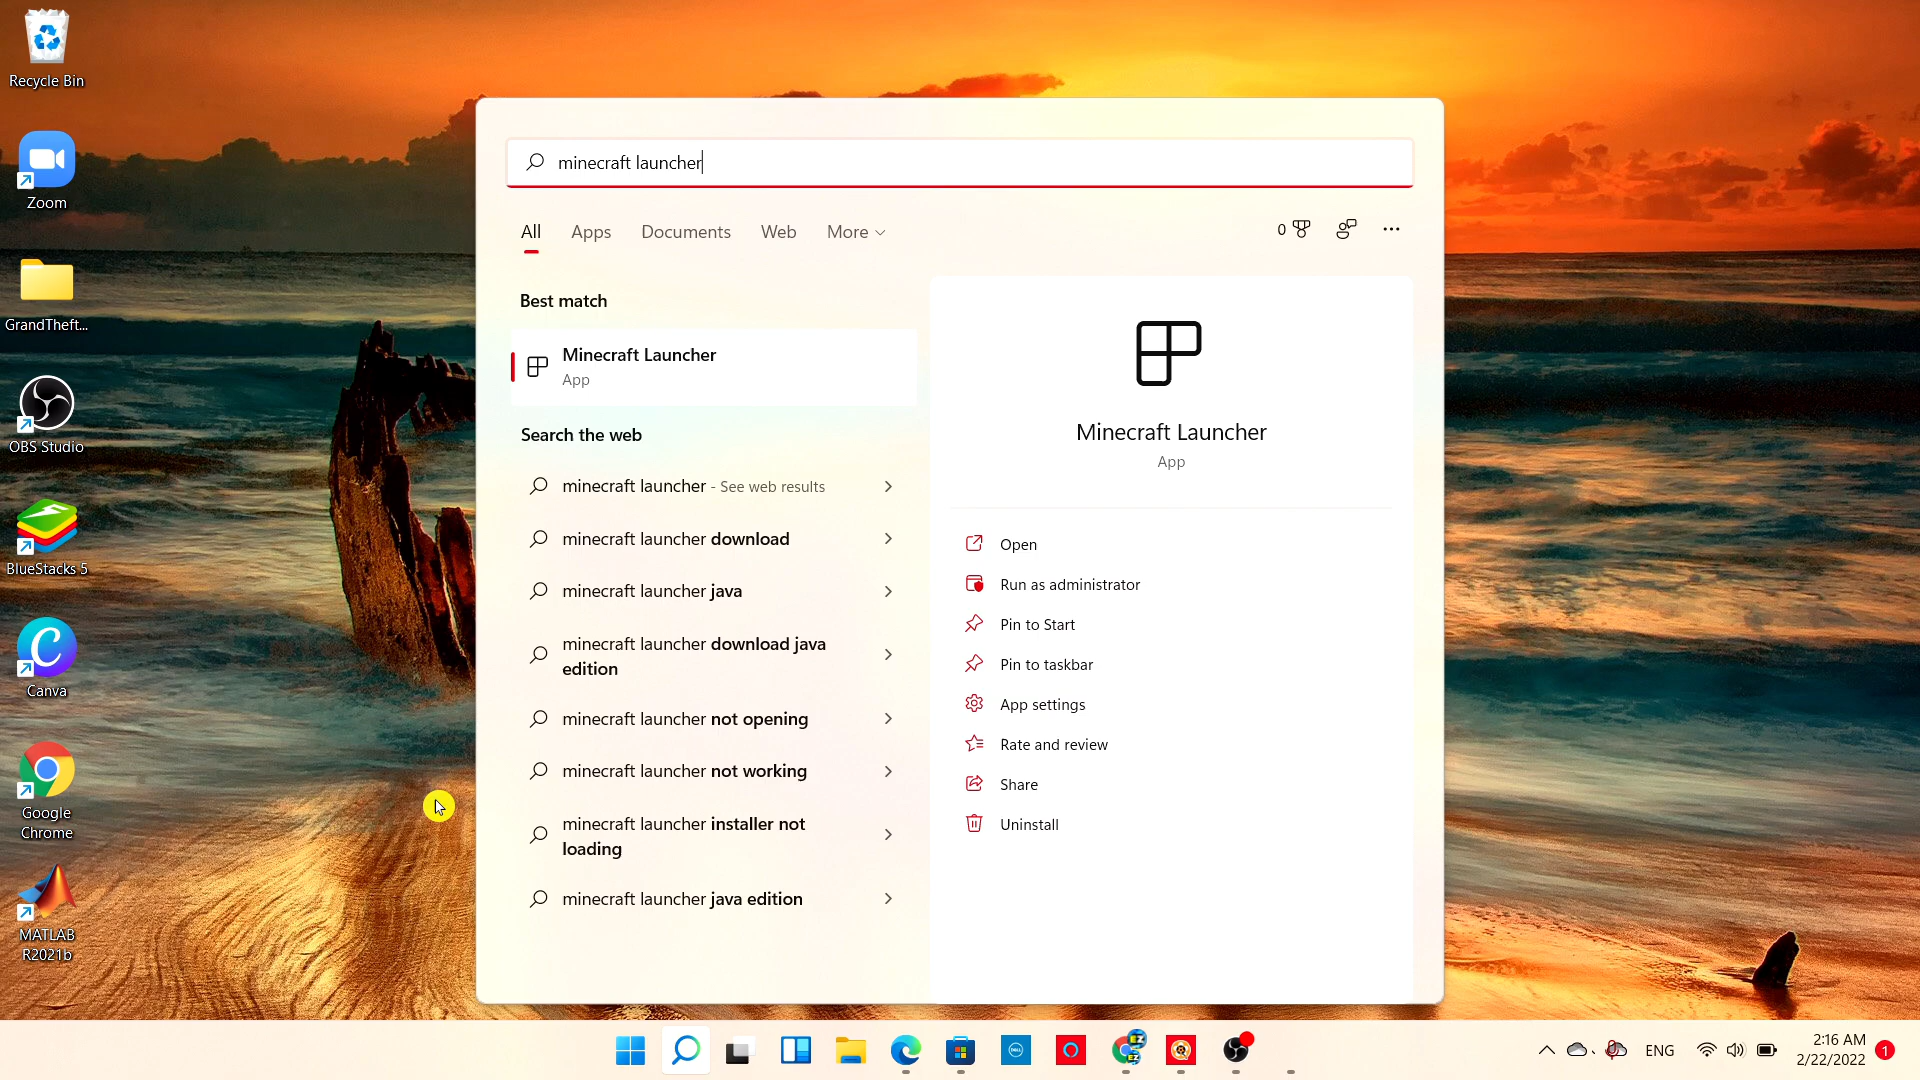 Recycle Bin
Zoom
GrandTheft...
OBS Studio
BlueStacks 5
Canva
Google
Chrome
MATLAB
R2021b
minecraft launcher
All
Apps
Documents
Web
More
0
Best match
Minecraft Launcher
App
Search the web
minecraft launcher - See web results
minecraft launcher download
minecraft launcher java
minecraft launcher download java
edition
minecraft launcher not opening
minecraft launcher not working
minecraft launcher installer not
loading
minecraft launcher java edition
Minecraft Launcher
App
Open
Run as administrator
Pin to Start
Pin to taskbar
App settings
Rate and review
Share
Uninstall
DELL
EZ
EZ
ENG
2:16 AM
2/22/2022
1